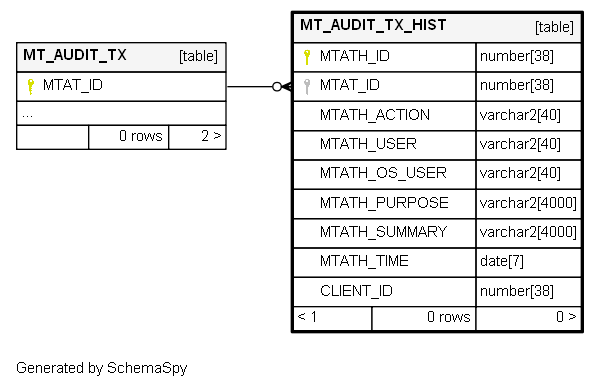 MT_AUDIT_TX [table]
MTAT_ID
...
0 rows 2 >
MT_AUDIT_TX_HIST [table]
MTATH_ID number[38]
MTAT_ID number[38]
MTATH_ACTION varchar2[40]
MTATH_USER varchar2[40]
MTATH_OS_USER varchar2[40]
MTATH_PURPOSE varchar2[4000]
MTATH_SUMMARY varchar2[4000]
MTATH_TIME date[7]
CLIENT_ID number[38]
< 1 0 rows 0 >
Generated by SchemaSpy